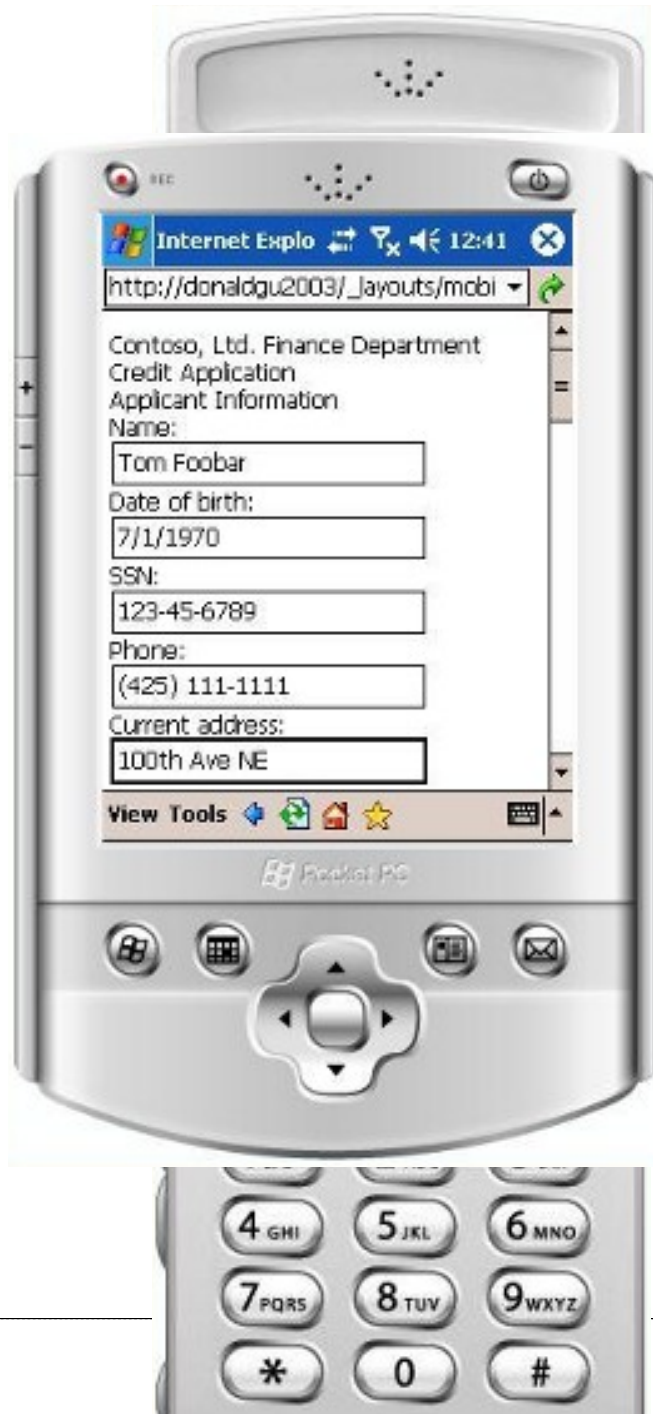 REC
Internet Explo 12:41
http://donaldgu2003/_layouts/mobi
Contoso, Ltd. Finance Department
Credit Application
Applicant Information
Name:
Tom Foobar
Date of birth:
7/1/1970
SSN:
123-45-6789
Phone:
(425) 111-1111
Current address:
100th Ave NE
View Tools
Pocket PC
4 GHI 5 JKL 6 MNO
7 PQRS 8 TUV 9 WXYZ
* 0 #